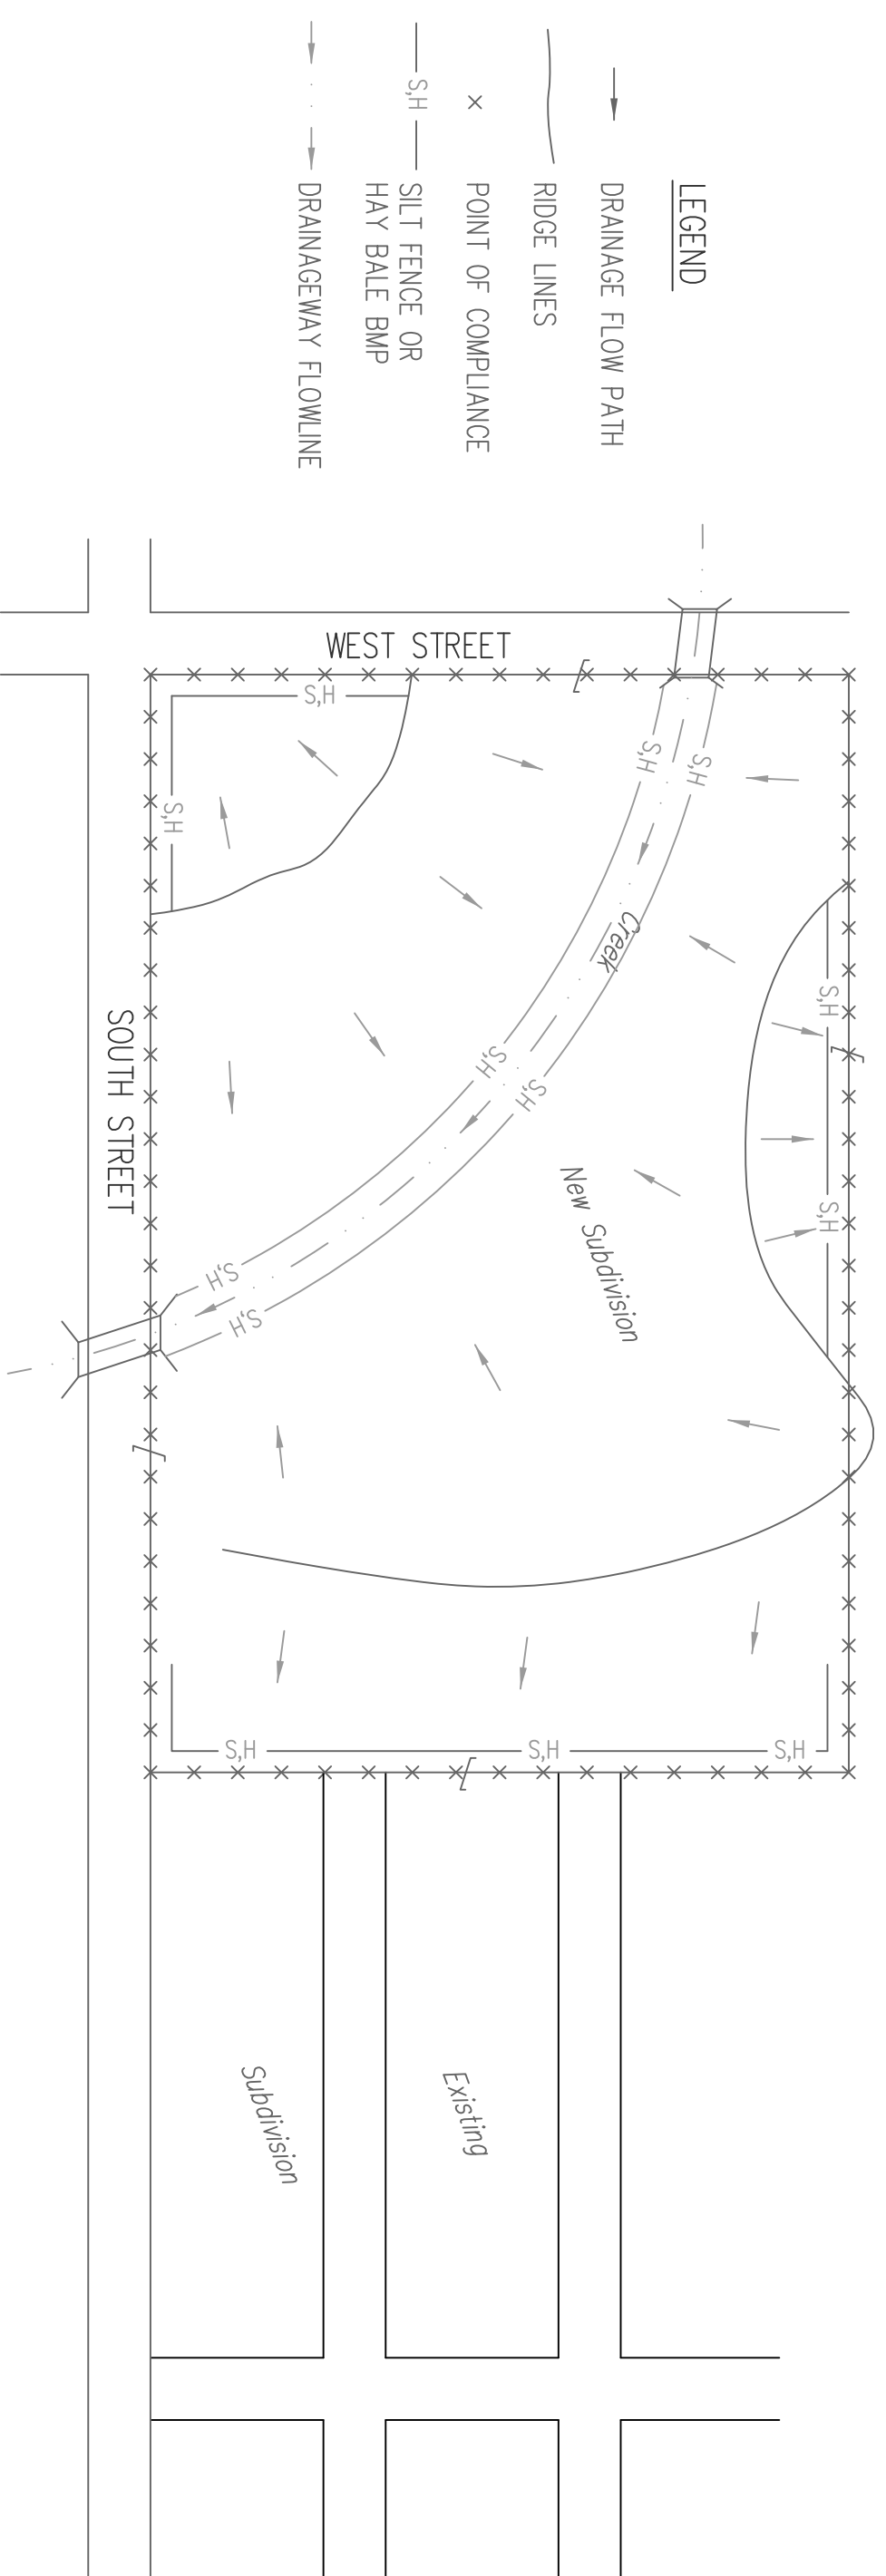 LEGEND
DRAINAGE FLOW PATH
RIDGE LINES
POINT OF COMPLIANCE
S,H
SILT FENCE OR
HAY BALE BMP
DRAINAGEWAY FLOWLINE
WEST STREET
S,H
S,H
S,H
S,H
Creek
S,H
S,H
S,H
S,H
SOUTH STREET
New Subdivision
S,H
S,H
S,H
S,H
S,H
Existing
Subdivision